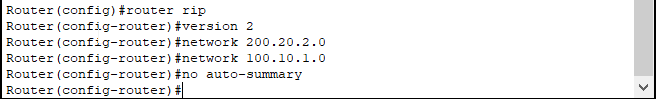 Router(config)#router rip
Router(config-router)#version 2
Router(config-router)#network 200.20.2.0
Router(config-router)#network 100.10.1.0
Router(config-router)#no auto-summary
Router(config-router)#